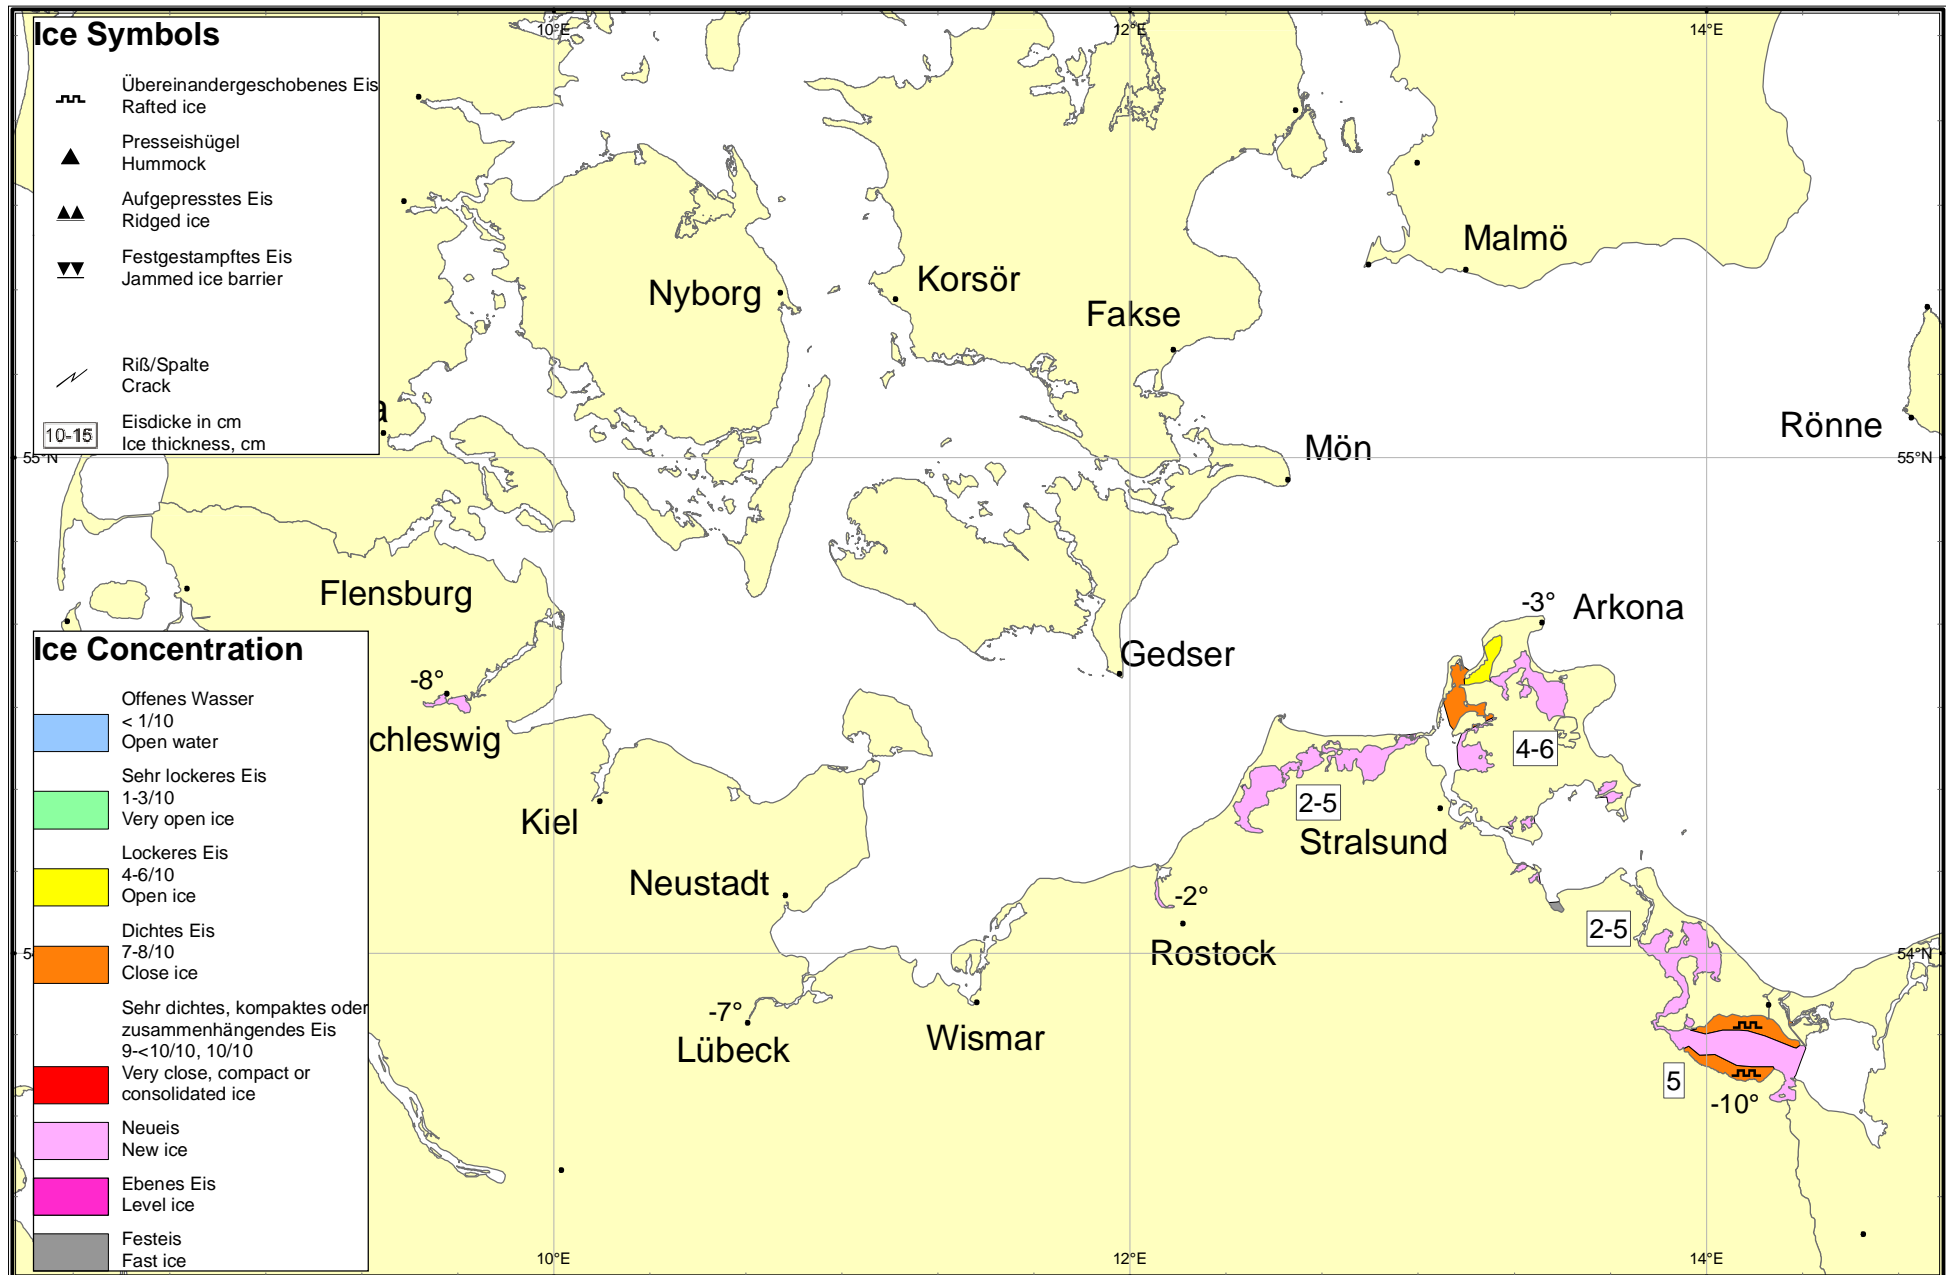 Ice Symbols
Übereinandergeschobenes Eis
Rafted ice
Presseishügel
Hummock
Aufgepresstes Eis
Ridged ice
Festgestampftes Eis
Jammed ice barrier
Riß/Spalte
Crack
10-15
Eisdicke in cm
Ice thickness, cm
10°E
12°E
14°E
Malmö
Nyborg
Korsör
Fakse
a
Rönne
Mön
55°N
55°N
Flensburg
-3°
Arkona
Gedser
-8°
chleswig
4-6
2-5
Kiel
Stralsund
Neustadt
-2°
2-5
Rostock
5
54°N
-7°
Wismar
Lübeck
5
-10°
Ice Concentration
Offenes Wasser
< 1/10
Open water
Sehr lockeres Eis
1-3/10
Very open ice
Lockeres Eis
4-6/10
Open ice
Dichtes Eis
7-8/10
Close ice
Sehr dichtes, kompaktes oder
zusammenhängendes Eis
9-<10/10, 10/10
Very close, compact or
consolidated ice
Neueis
New ice
Ebenes Eis
Level ice
Festeis
Fast ice
10°E
12°E
14°E